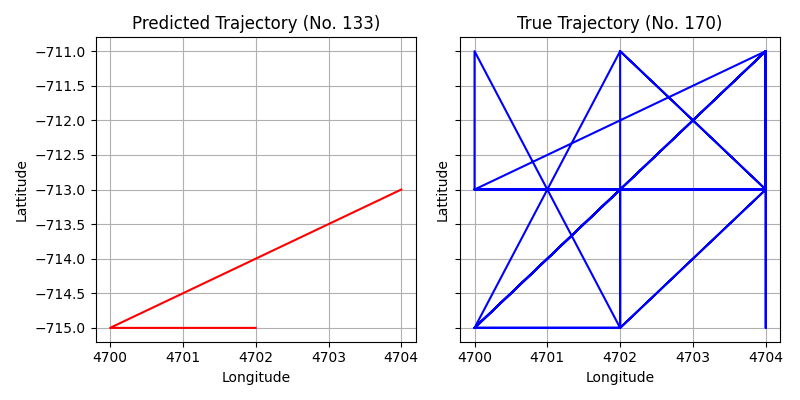 Predicted Trajectory (No. 133)
True Trajectory (No. 170)
−711.0
−711.5
−712.0
−712.5
−713.0
−713.5
−714.0
−714.5
−715.0
Lattitude
Lattitude
4700 4701 4702 4703 4704
4700 4701 4702 4703 4704
Longitude
Longitude